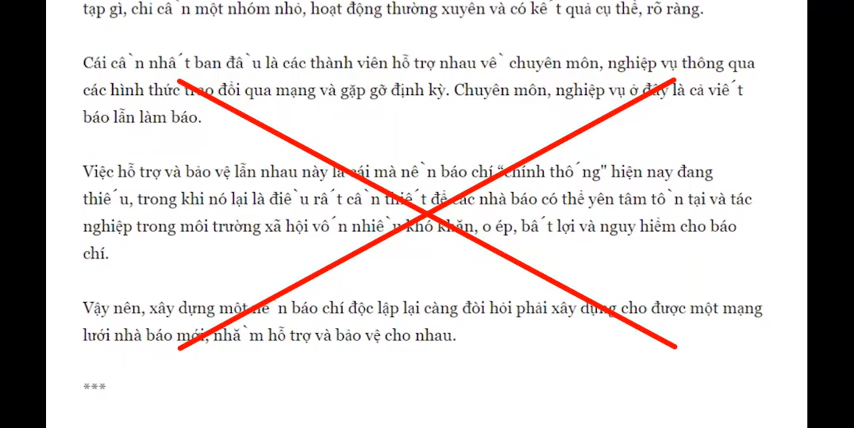 tạp gì, chỉ cần một nhóm nhỏ, hoạt động thường xuyên và có kết quả cụ thể, rõ ràng.
Cái cần nhất ban đầu là các thành viên hỗ trợ nhau về chuyên môn, nghiệp vụ thông qua
các hình thức trao đổi qua mạng và gặp gỡ định kỳ. Chuyên môn, nghiệp vụ ở đây là cả viết
báo lẫn làm báo.
Việc hỗ trợ và bảo vệ lẫn nhau này là cái mà nền báo chí "chính thống" hiện nay đang
thiếu, trong khi nó lại là điều rất cần thiết để các nhà báo có thể yên tâm tồn tại và tác
nghiệp trong môi trường xã hội vốn nhiều khó khăn, o ép, bất lợi và nguy hiểm cho báo
chí.
Vậy nên, xây dựng một nền báo chí độc lập lại càng đòi hỏi phải xây dựng cho được một mạng
lưới nhà báo mới, nhằm hỗ trợ và bảo vệ cho nhau.
***